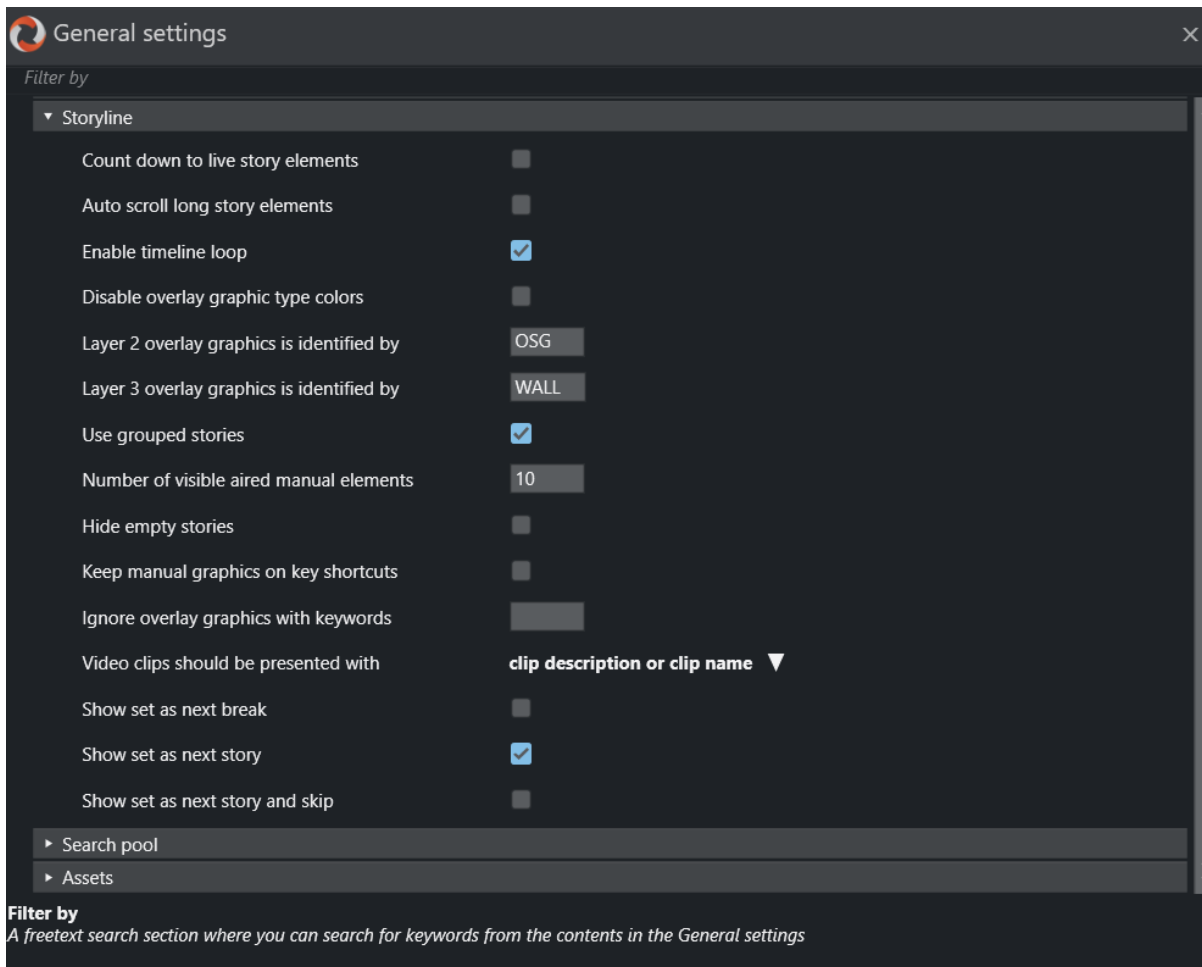 General settings
Filter by
Storyline
Count down to live story elements
Auto scroll long story elements
Enable timeline loop
Disable overlay graphic type colors
Layer 2 overlay graphics is identified by OSG
Layer 3 overlay graphics is identified by WALL
Use grouped stories
Number of visible aired manual elements 10
Hide empty stories
Keep manual graphics on key shortcuts
Ignore overlay graphics with keywords
Video clips should be presented with clip description or clip name
Show set as next break
Show set as next story
Show set as next story and skip
Search pool
Assets
Filter by
A freetext search section where you can search for keywords from the contents in the General settings